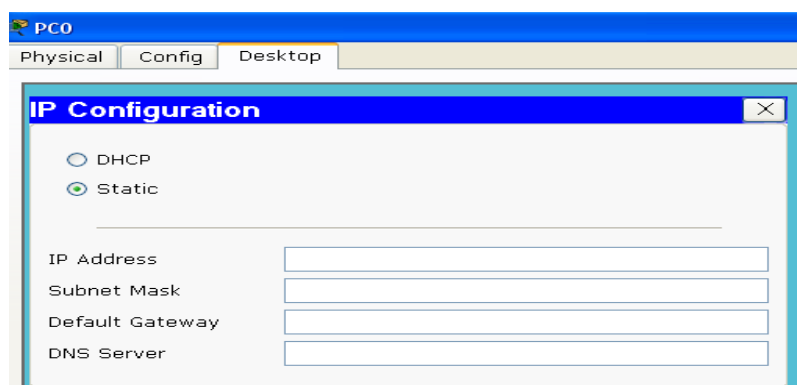 PC0
Physical Config Desktop
IP Configuration
DHCP
Static
IP Address
Subnet Mask
Default Gateway
DNS Server